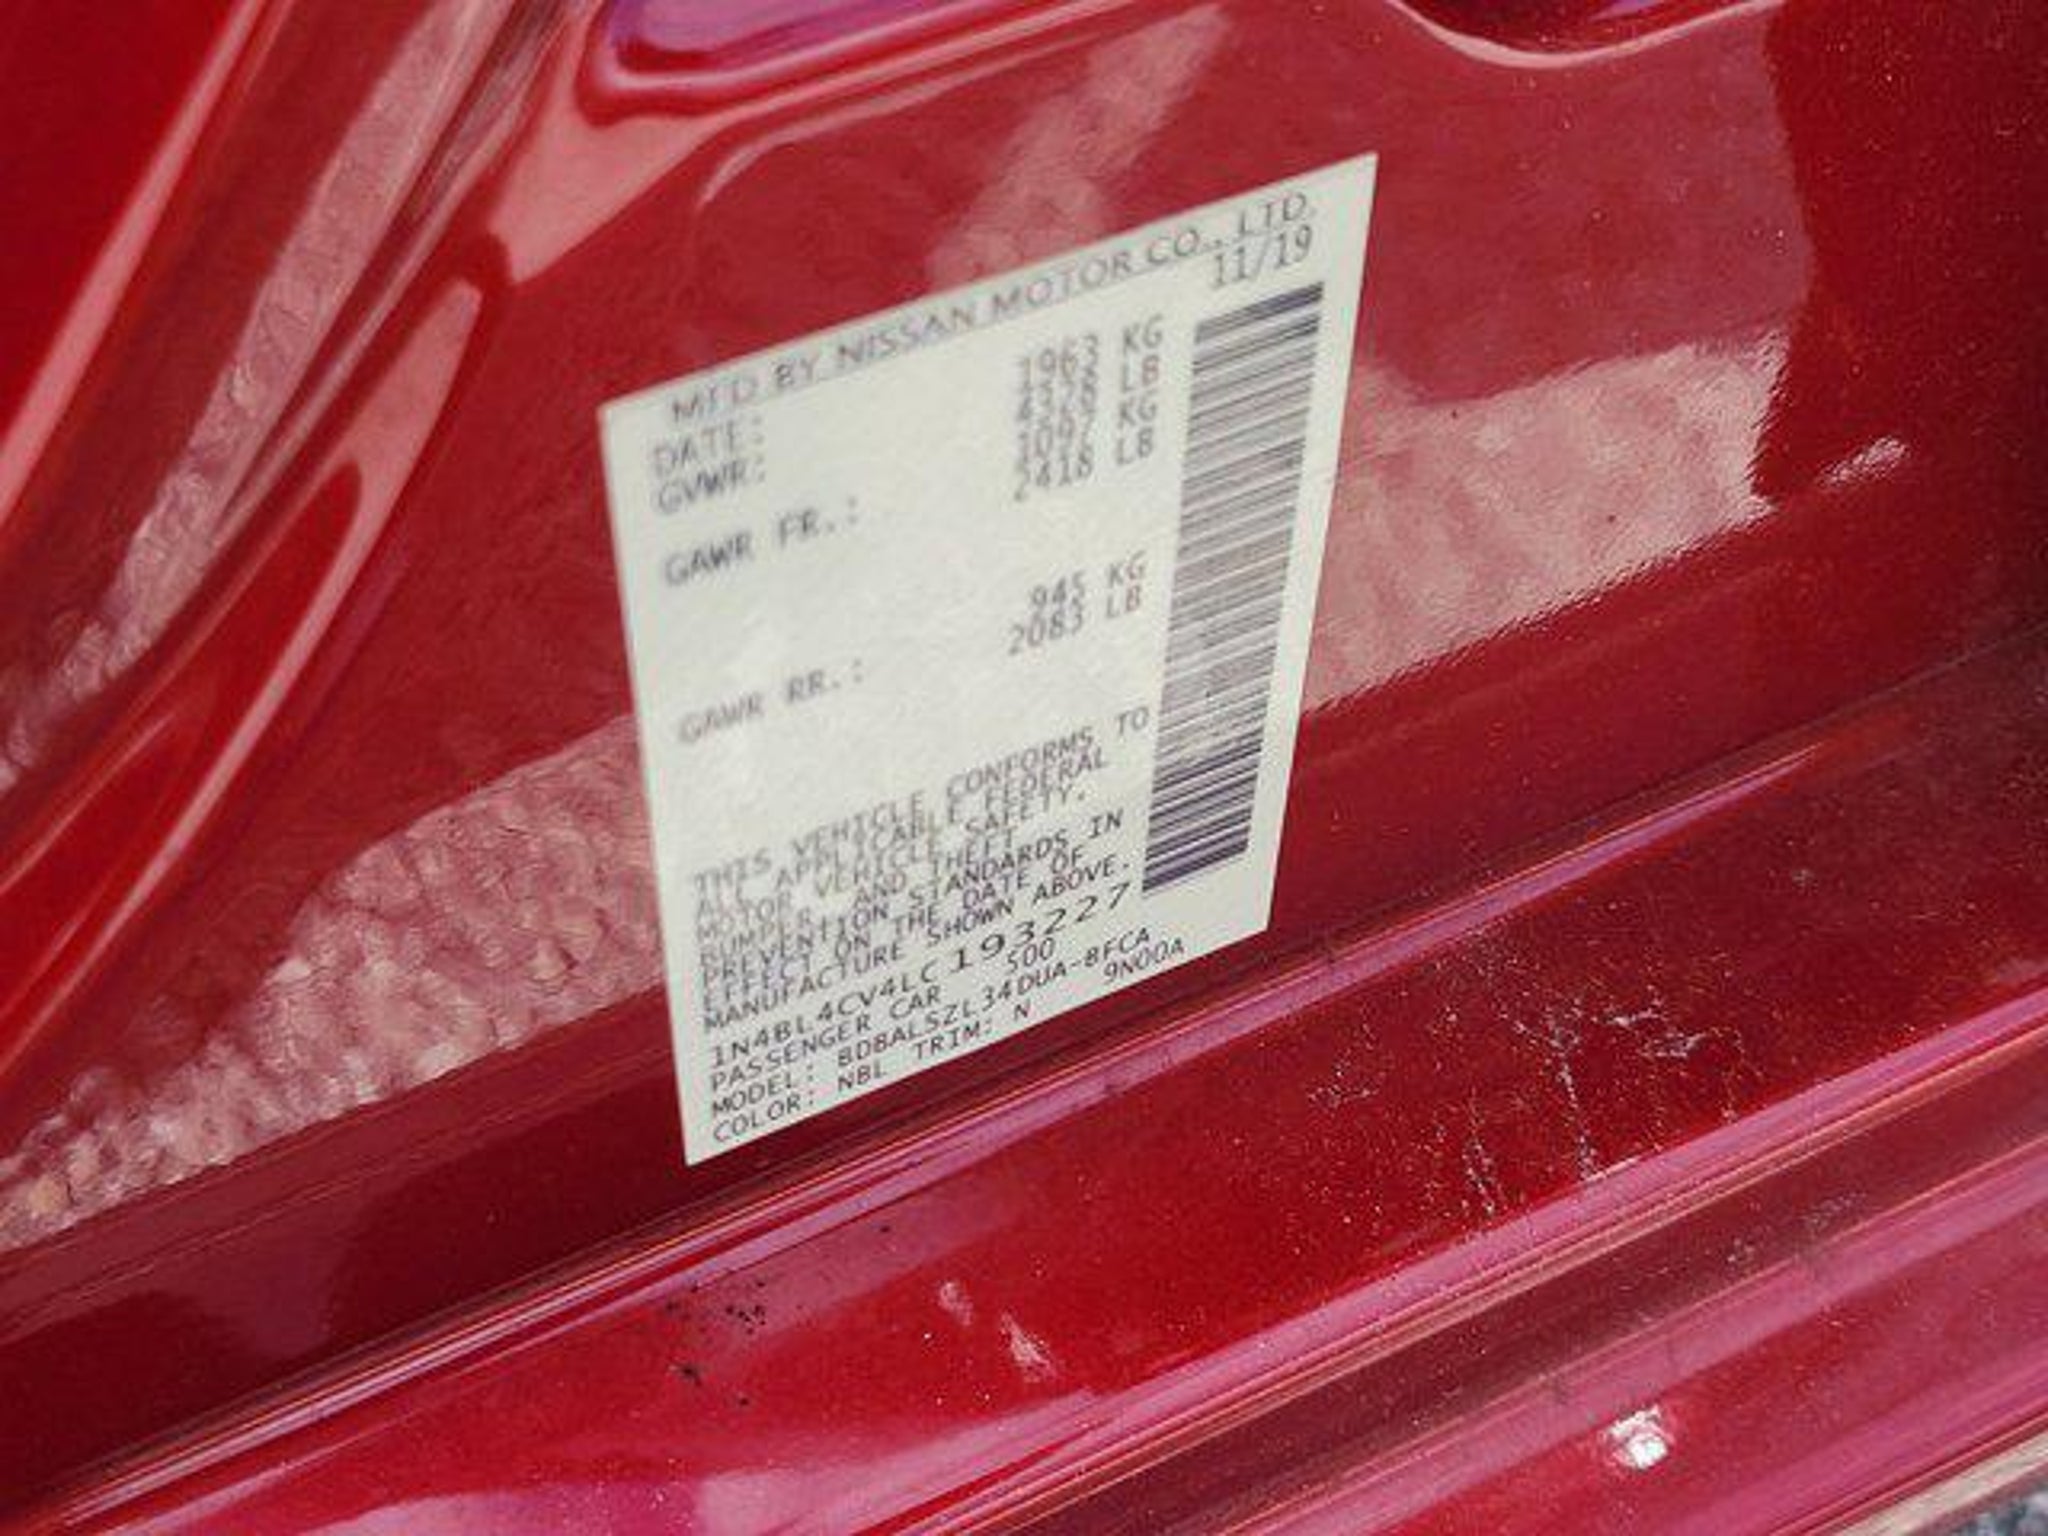 MFD BY NISSAN MOTOR CO., LTD.
DATE: 11/19
GVWR: 1963 KG
4328 LB
GAWR FR.: 1097 KG
2418 LB
GAWR RR.: 945 KG
2083 LB
THIS VEHICLE CONFORMS TO
ALL APPLICABLE FEDERAL
MOTOR VEHICLE SAFETY,
BUMPER, AND THEFT
PREVENTION STANDARDS IN
EFFECT ON THE DATE OF
MANUFACTURE SHOWN ABOVE.
1N4BL4CV4LC193227
PASSENGER CAR 500
MODEL: BDBALSZL34DUA-BFCA
COLOR: NBL TRIM: N 9N00A